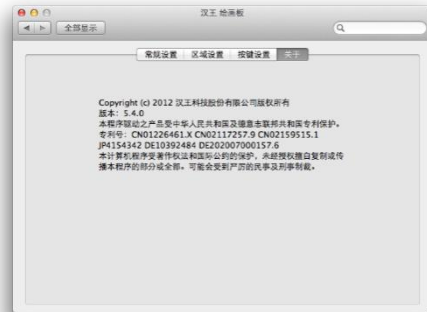 汉王 绘画板
全部显示
常规设置 区域设置 按键设置 关于
Copyright (c) 2012 汉王科技股份有限公司版权所有
版本：5.4.0
本程序驱动之产品受中华人民共和国及德意志联邦共和国专利保护。
专利号：CN01226461.X CN02117257.9 CN02159515.1
JP4154342 DE10392484 DE202007000157.6
本计算机程序受著作权法和国际公约的保护，未经授权擅自复制或传
播本程序的部分或全部，可能会受到严厉的民事及刑事制裁。